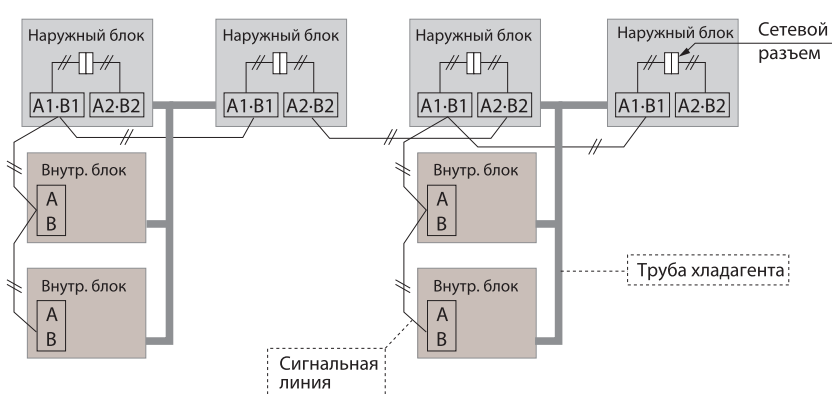 Наружный блок
Наружный блок
Наружный блок
Наружный блок
Сетевой
разъем
A1·B1
A2·B2
A1·B1
A2·B2
A1·B1
A2·B2
A1·B1
A2·B2
Внутр. блок
A
B
Внутр. блок
A
B
Внутр. блок
A
B
Внутр. блок
A
B
Труба хладагента
Сигнальная
линия